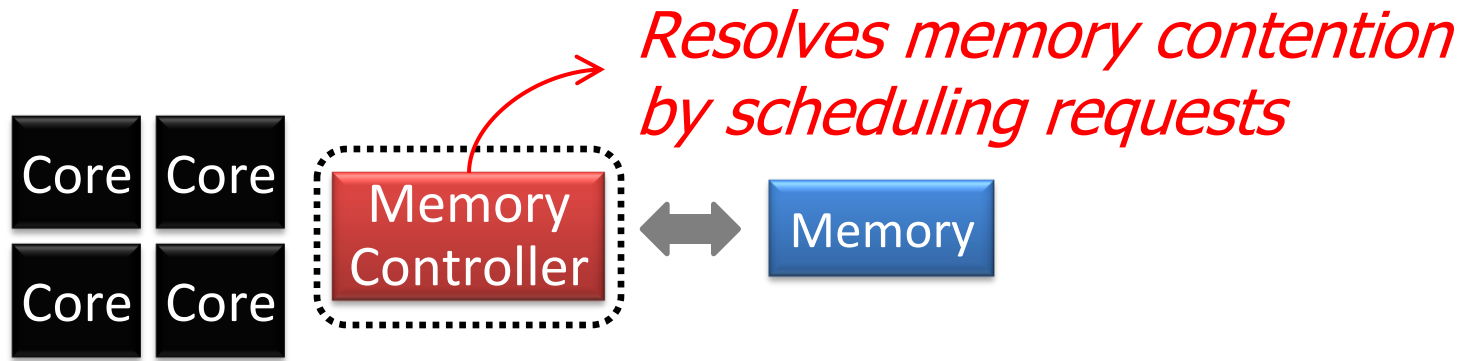 Resolves memory contention
by scheduling requests
Core Core
Core Core
Memory
Controller
Memory